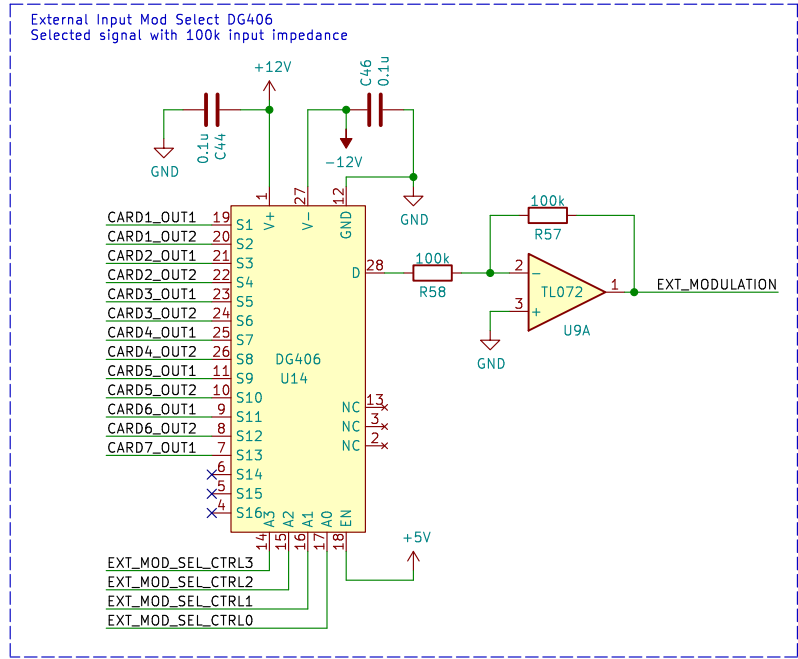 External Input Mod Select DG406
Selected signal with 100k input impedance
+12V
C46
0.1u
0.1u
C44
GND
-12V
GND
1
27
12
V+
V-
GND
CARD1_OUT1 19 S1
CARD1_OUT2 20 S2
CARD2_OUT1 21 S3
CARD2_OUT2 22 S4
CARD3_OUT1 23 S5
CARD3_OUT2 24 S6
CARD4_OUT1 25 S7
CARD4_OUT2 26 S8
CARD5_OUT1 11 S9
CARD5_OUT2 10 S10
CARD6_OUT1 9 S11
CARD6_OUT2 8 S12
CARD7_OUT1 7 S13
6 S14
5 S15
4 S16
D 28
100k
R58
100k
R57
2
-
3
+
TL072
1
U9A
GND
EXT_MODULATION
DG406
U14
NC 13
NC 3
NC 2
A3
A2
A1
A0
EN
14
15
16
17
18
+5V
EXT_MOD_SEL_CTRL3
EXT_MOD_SEL_CTRL2
EXT_MOD_SEL_CTRL1
EXT_MOD_SEL_CTRL0